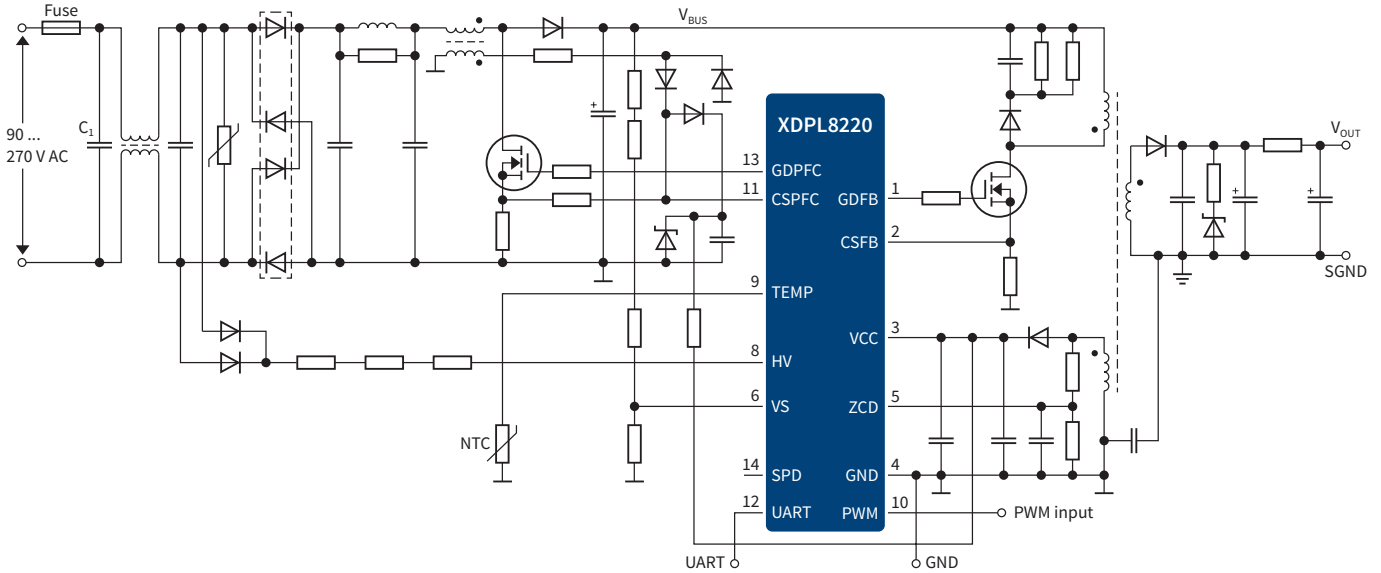 Fuse
V_BUS
90 ...
270 V AC
C₁
+
XDPL8220
13
GDPFC
11
CSPFC
GDFB
1
CSFB
2
9
TEMP
VCC
3
8
HV
6
VS
ZCD
5
NTC
14
SPD
GND
4
12
UART
PWM
10
PWM input
UART
GND
V_OUT
+
+
SGND